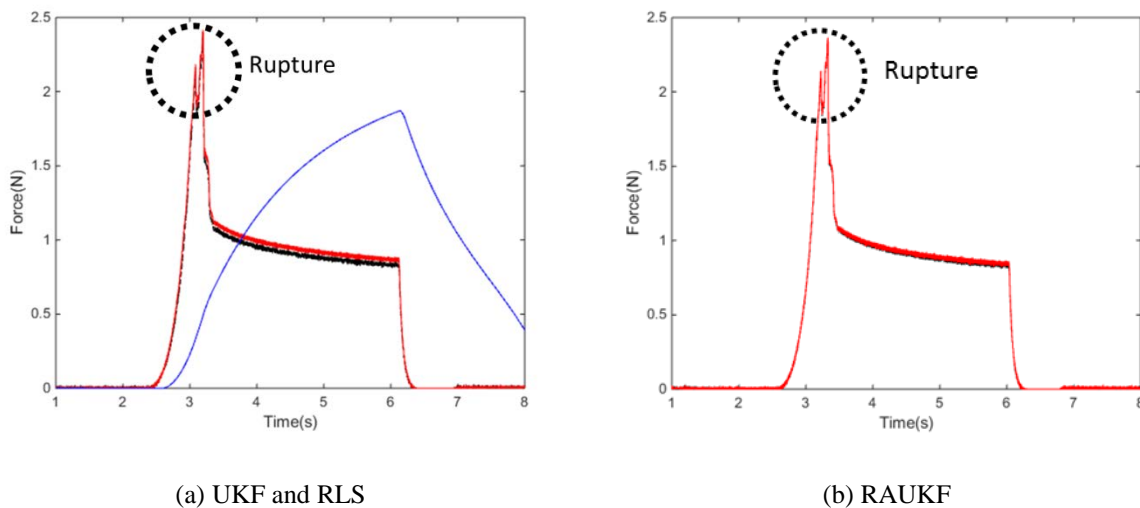 2.5
2
1.5
1
0.5
0
Force(N)
Rupture
1 2 3 4 5 6 7 8
Time(s)
(a) UKF and RLS
2.5
2
1.5
1
0.5
0
Force(N)
Rupture
1 2 3 4 5 6 7 8
Time(s)
(b) RAUKF